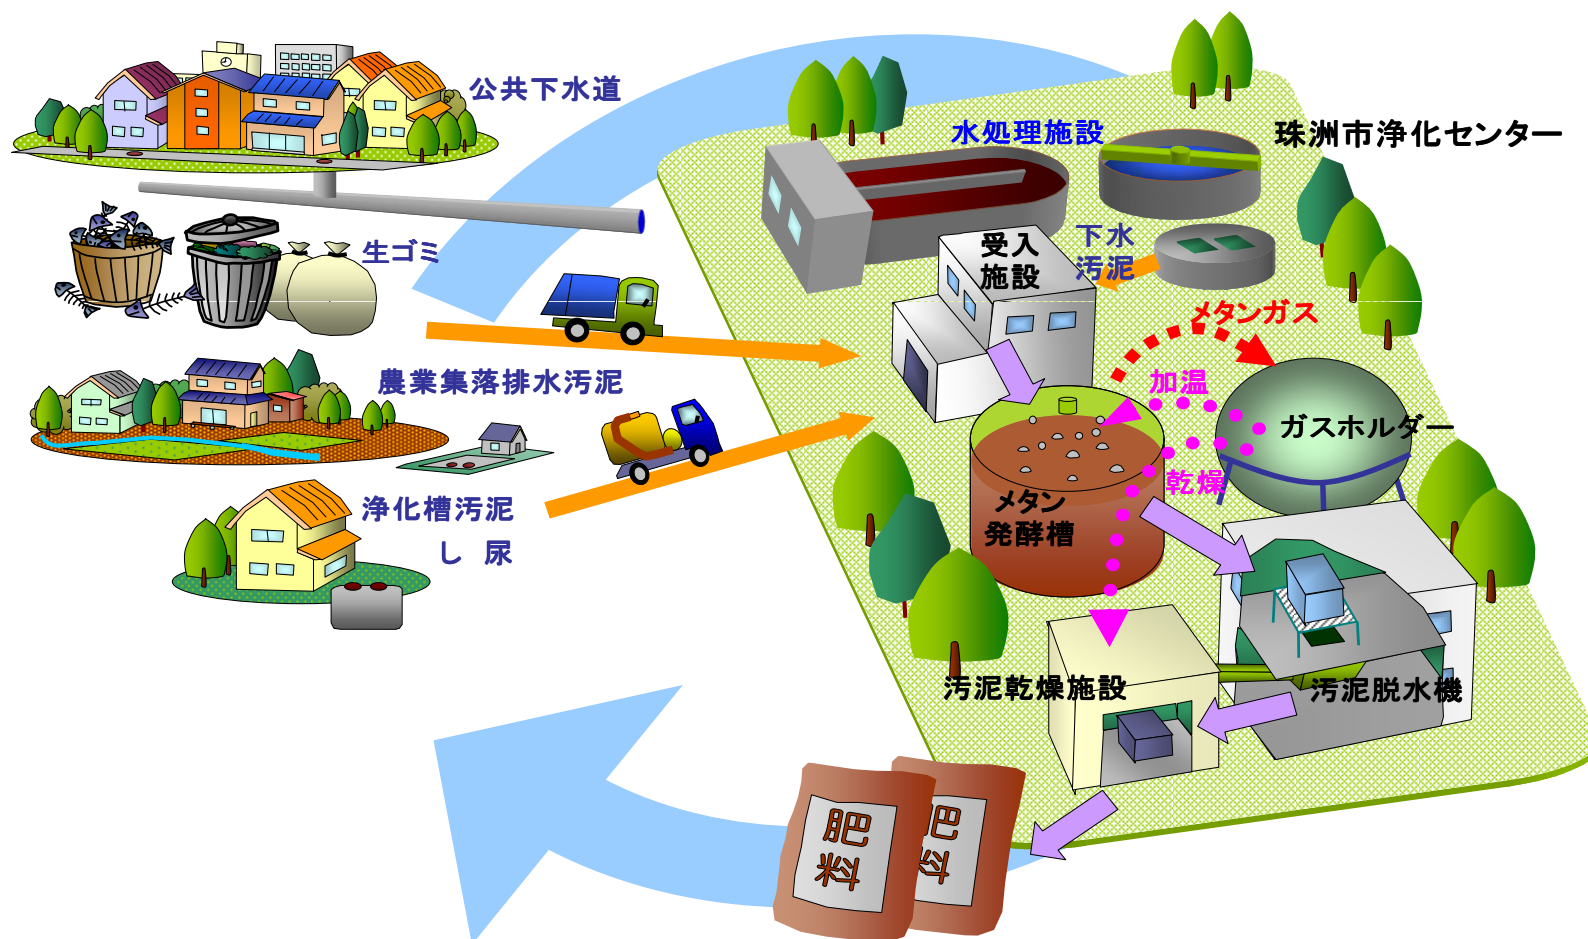 公共下水道
水処理施設
珠洲市浄化センター
生ゴミ
受入
施設
下水
汚泥
メタンガス
農業集落排水汚泥
加温
ガスホルダー
乾燥
浄化槽汚泥
し 尿
メタン
発酵槽
汚泥乾燥施設
汚泥脱水機
肥料
肥料